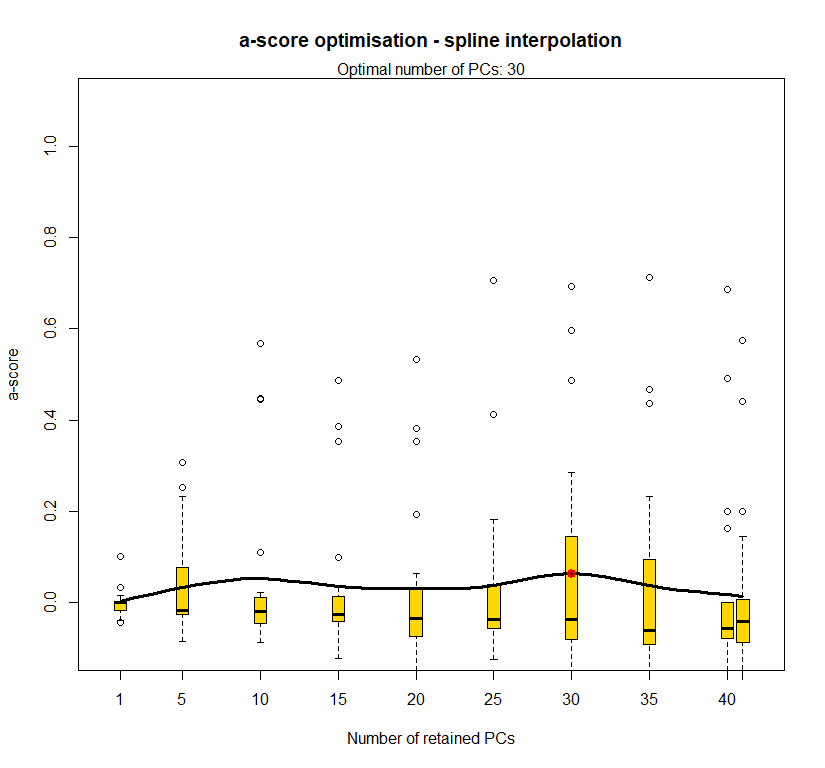 a-score optimisation - spline interpolation
Optimal number of PCs: 30
a-score
1.0
0.8
0.6
0.4
0.2
0.0
1 5 10 15 20 25 30 35 40
Number of retained PCs